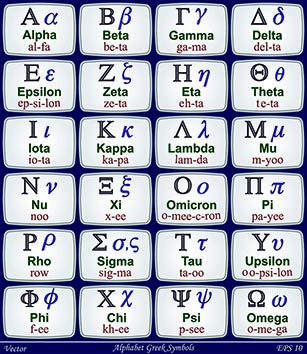 Α α Β β Γ γ Δ δ
Alpha Beta Gamma Delta
al-fa be-ta ga-ma del-ta
Ε ε Ζ ζ Η η Θ θ
Epsilon Zeta Eta Theta
ep-si-lon ze-ta eh-ta te-ta
Ι ι Κ κ Λ λ Μ μ
Iota Kappa Lambda Mu
io-ta ka-pa lam-da m-yoo
Ν ν Ξ ξ Ο ο Π π
Nu Xi Omicron Pi
noo x-ee o-mee-c-ron pa-yee
Ρ ρ Σ σ,ς Τ τ Υ υ
Rho Sigma Tau Upsilon
row sig-ma ta-oo oo-psi-lon
Φ ϕ Χ χ Ψ ψ Ω ω
Phi Chi Psi Omega
f-ee kh-ee p-see o-me-ga
Vector Alphabet Greek Symbols EPS 10